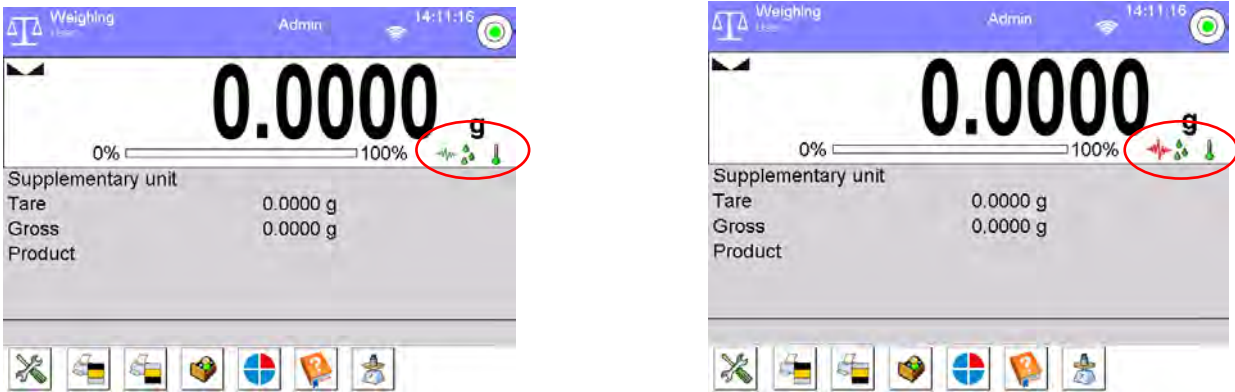 Weighing
User
Admin
14:11:16
0.0000 g
0% 100%
Supplementary unit
Tare 0.0000 g
Gross 0.0000 g
Product
Weighing
Admin
14:11:16
0.0000 g
0% 100%
Supplementary unit
Tare 0.0000 g
Gross 0.0000 g
Product